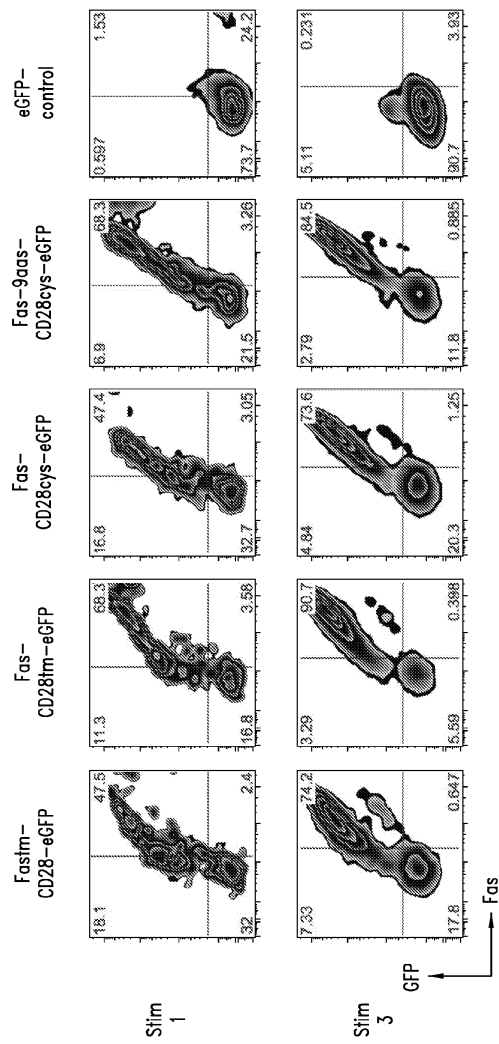 Fastm-
CD28-eGFP
Fas-
CD28tm-eGFP
Fas-
CD28cys-eGFP
Fas-9aas-
CD28cys-eGFP
eGFP-
control
Stim
1
18.1 47.5
32 2.4
11.3 68.3
16.8 3.58
16.8 47.4
32.7 3.05
6.9 68.3
21.5 3.26
0.597 1.53
73.7 24.2
Stim
3
7.33 74.2
17.8 0.647
3.29 90.7
5.59 0.398
4.84 73.6
20.3 1.25
2.79 84.5
11.8 0.885
5.11 0.231
90.7 3.93
GFP
Fas